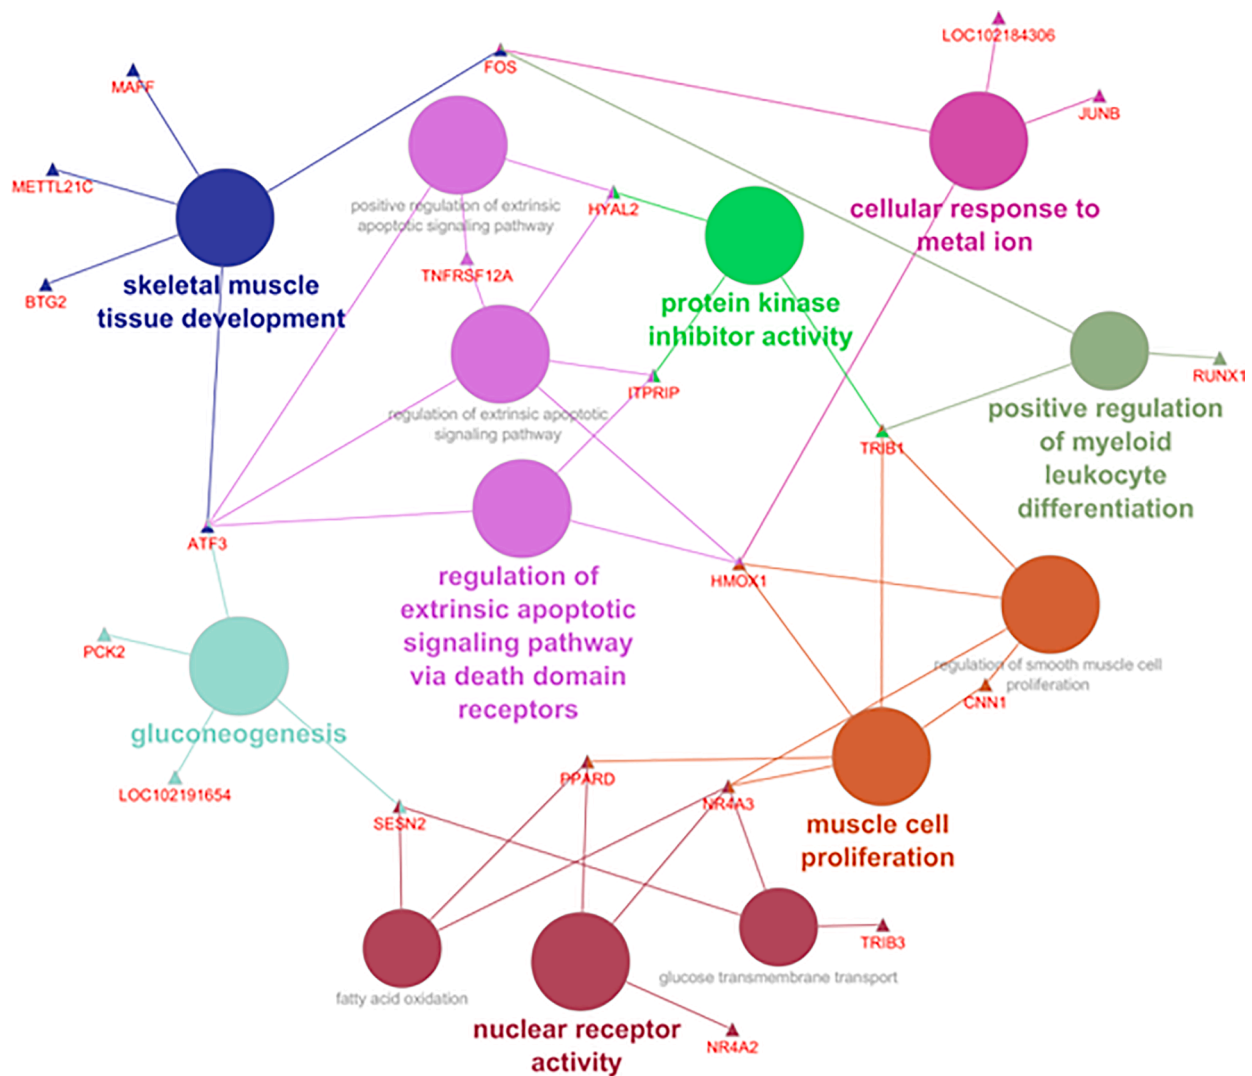 LOC102184306
FOS
MAFF
JUNB
METTL21C
positive regulation of extrinsic
apoptotic signaling pathway
HYAL2
cellular response to
metal ion
TNFRSF12A
skeletal muscle
tissue development
BTG2
protein kinase
inhibitor activity
RUNX1
ITPRIP
regulation of extrinsic apoptotic
signaling pathway
positive regulation
of myeloid
leukocyte
differentiation
TRIB1
ATF3
HMOX1
regulation of
extrinsic apoptotic
signaling pathway
via death domain
receptors
PCK2
regulation of smooth muscle cell
proliferation
CNN1
gluconeogenesis
LOC102191654
PPARD
NR4A3
SESN2
muscle cell
proliferation
TRIB3
glucose transmembrane transport
fatty acid oxidation
nuclear receptor
activity
NR4A2